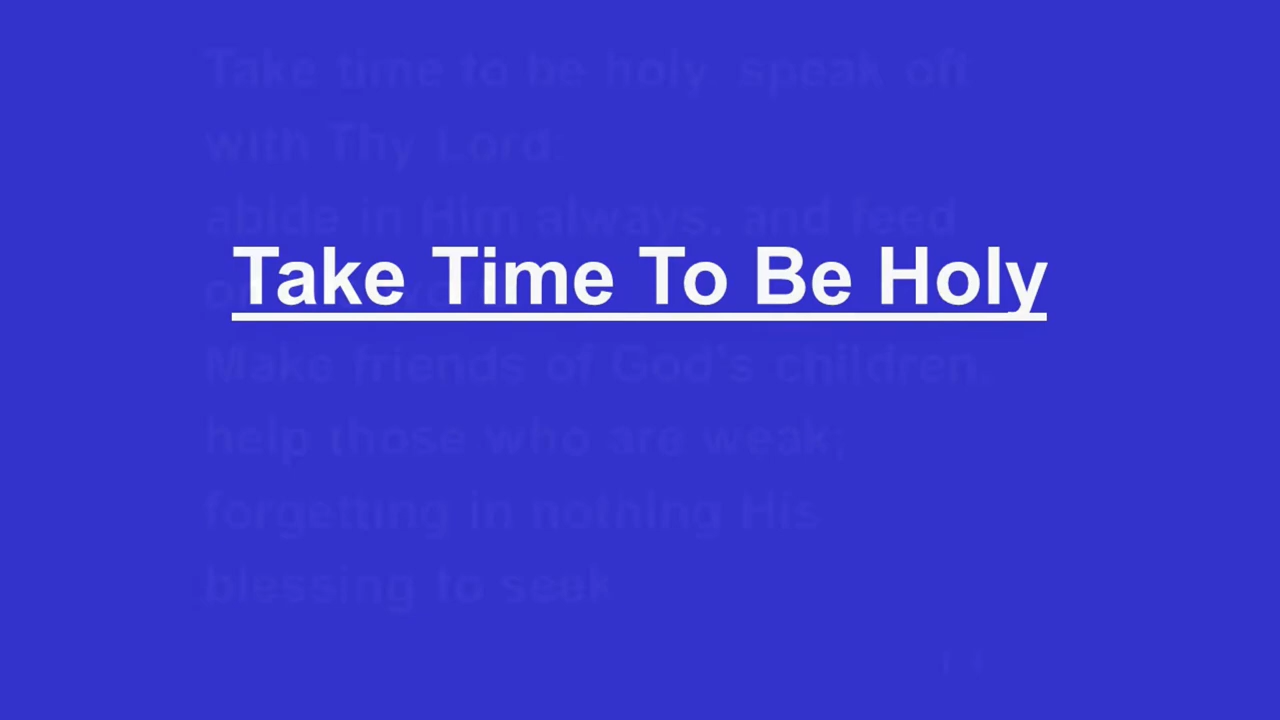 Take time to be holy speak oft
with Thy Lord;
abide in Him always, and feed
Take Time To Be Holy
Make friends of God's children,
help those who are weak;
forgetting in nothing His
blessing to seek